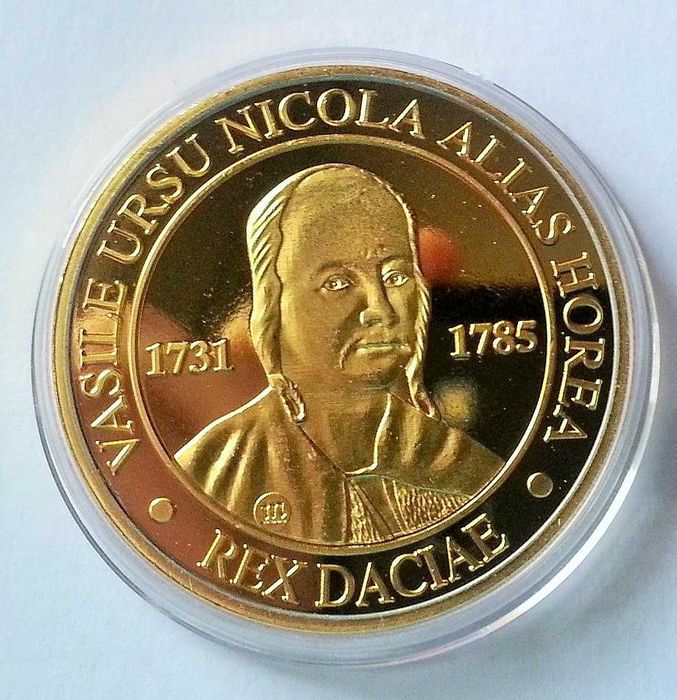 VASILE URSU NICOLA ALIAS HOREA
1731
1785
m
REX DACIAE